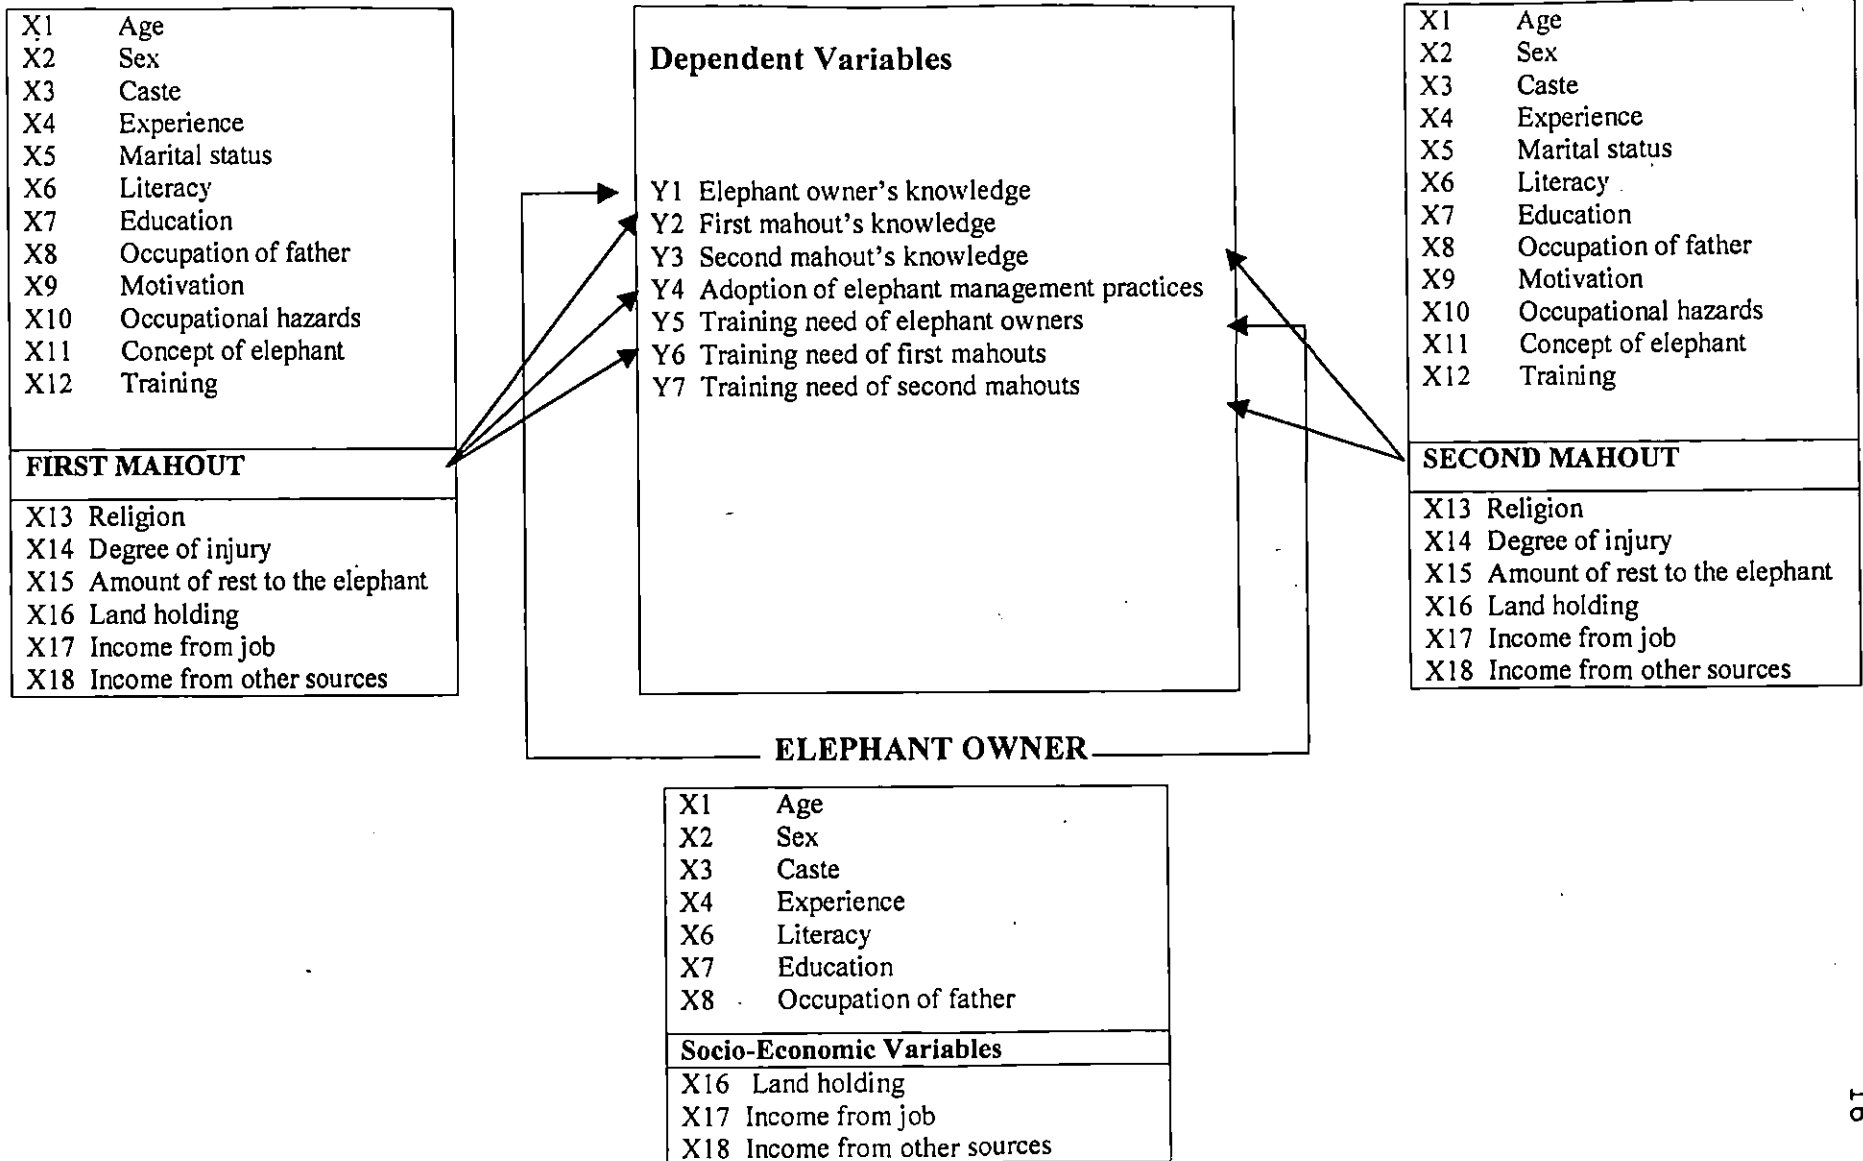 X1 Age
X2 Sex
X3 Caste
X4 Experience
X5 Marital status
X6 Literacy
X7 Education
X8 Occupation of father
X9 Motivation
X10 Occupational hazards
X11 Concept of elephant
X12 Training
FIRST MAHOUT
X13 Religion
X14 Degree of injury
X15 Amount of rest to the elephant
X16 Land holding
X17 Income from job
X18 Income from other sources
Dependent Variables
Y1 Elephant owner's knowledge
Y2 First mahout's knowledge
Y3 Second mahout's knowledge
Y4 Adoption of elephant management practices
Y5 Training need of elephant owners
Y6 Training need of first mahouts
Y7 Training need of second mahouts
X1 Age
X2 Sex
X3 Caste
X4 Experience
X5 Marital status
X6 Literacy
X7 Education
X8 Occupation of father
X9 Motivation
X10 Occupational hazards
X11 Concept of elephant
X12 Training
SECOND MAHOUT
X13 Religion
X14 Degree of injury
X15 Amount of rest to the elephant
X16 Land holding
X17 Income from job
X18 Income from other sources
ELEPHANT OWNER
X1 Age
X2 Sex
X3 Caste
X4 Experience
X6 Literacy
X7 Education
X8 Occupation of father
Socio-Economic Variables
X16 Land holding
X17 Income from job
X18 Income from other sources